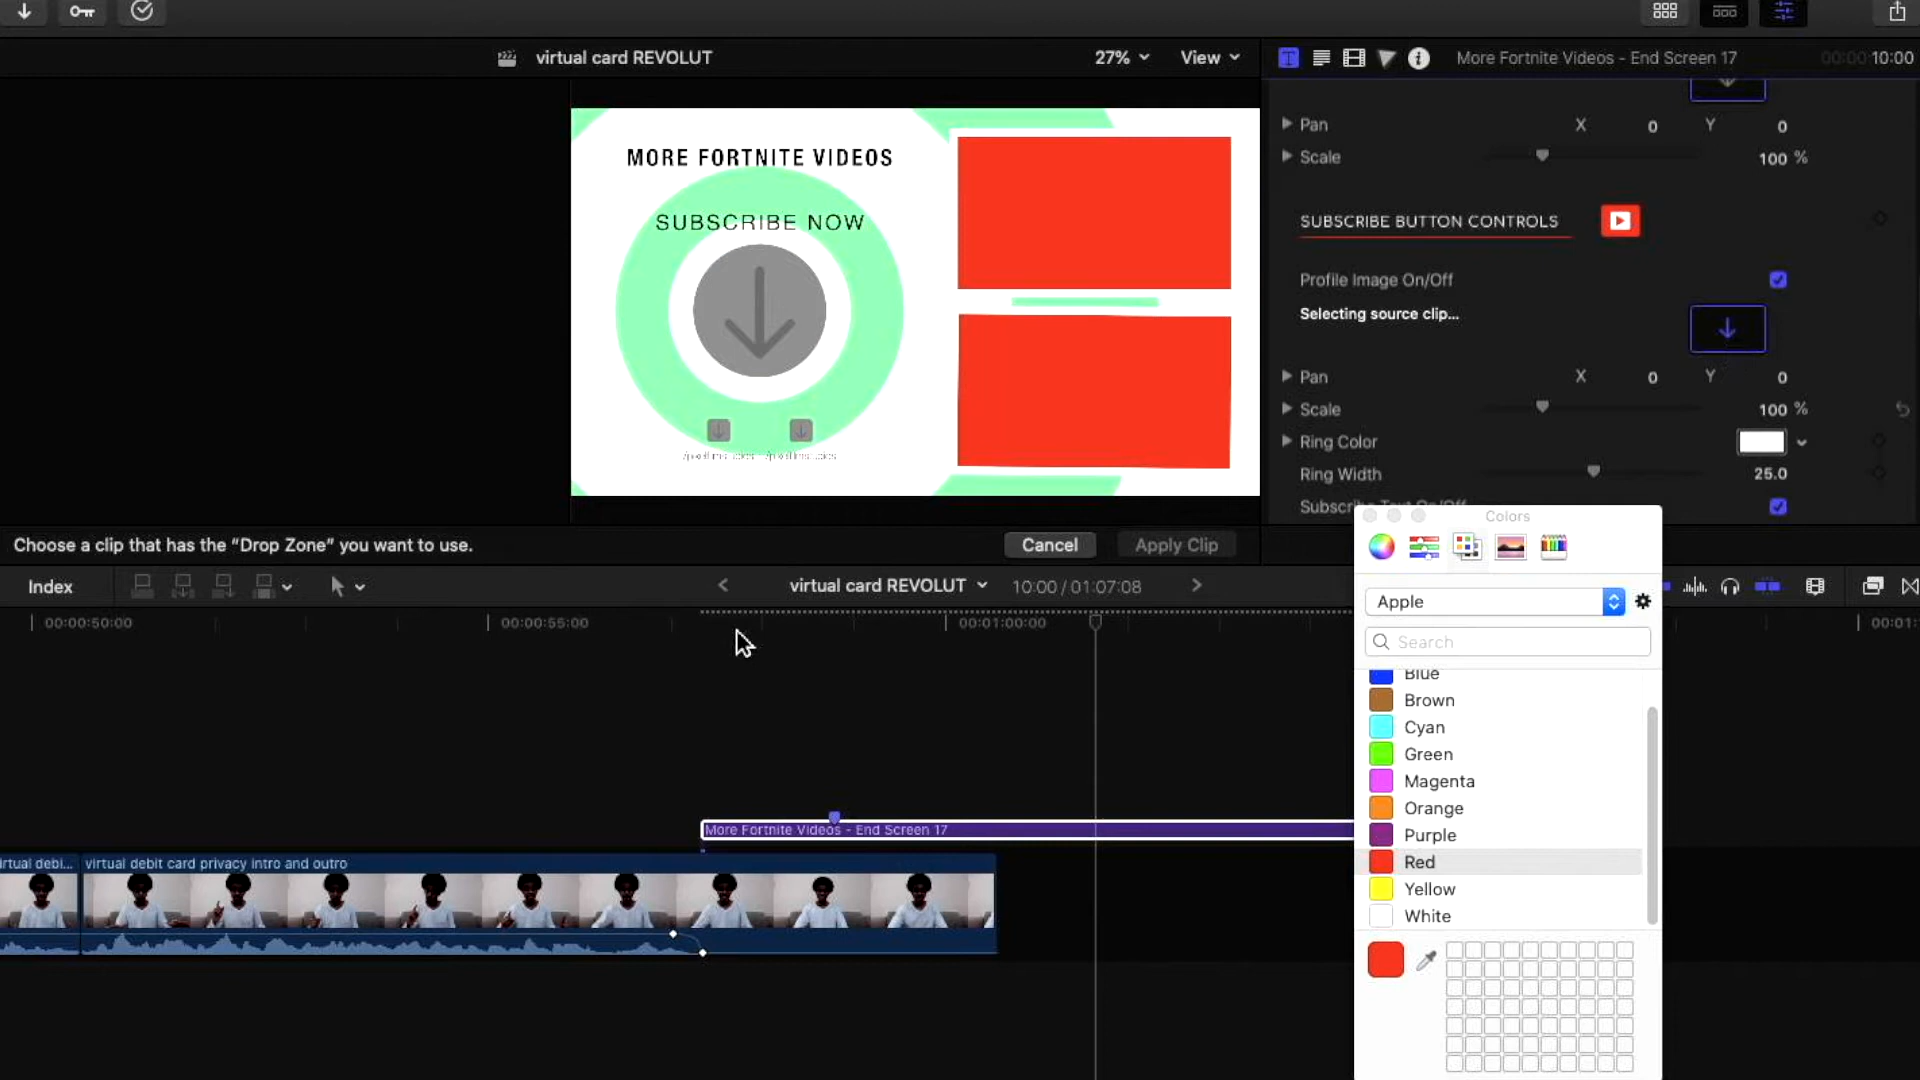 virtual card REVOLUT
27%
View
More Fortnite Videos - End Screen 17
00:00:10:00
Pan X 0 Y 0
Scale 100 %
MORE FORTNITE VIDEOS
SUBSCRIBE NOW
SUBSCRIBE BUTTON CONTROLS
Profile Image On/Off
Selecting source clip...
Pan X 0 Y 0
Scale 100 %
Ring Color
Ring Width 25.0
Subscribe Text On/Off
Choose a clip that has the “Drop Zone” you want to use.
Cancel
Apply Clip
Index
virtual card REVOLUT
10:00 / 01:07:08
00:00:50:00
00:00:55:00
00:01:00:00
00:01:
More Fortnite Videos - End Screen 17
irtual debi...
virtual debit card privacy intro and outro
Colors
Apple
Search
Blue
Brown
Cyan
Green
Magenta
Orange
Purple
Red
Yellow
White